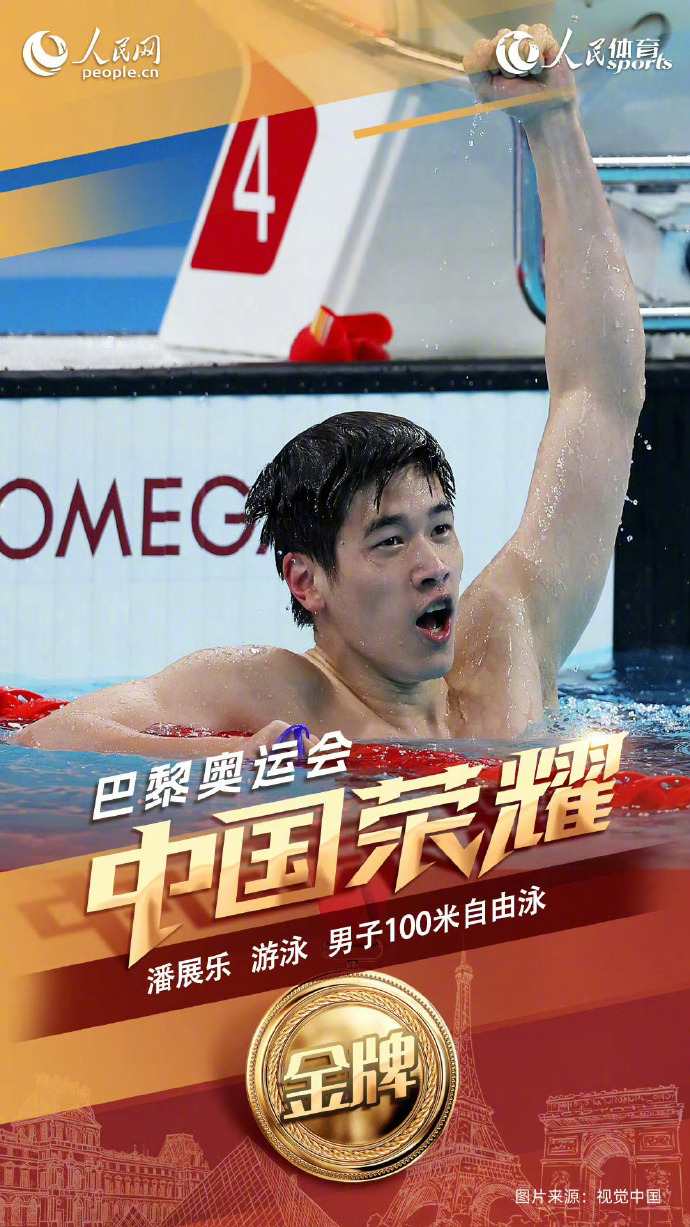 人民网
people.cn
人民体育
sports
4
OMEGA
巴黎奥运会
中国荣耀
潘展乐 游泳 男子100米自由泳
金牌
图片来源：视觉中国